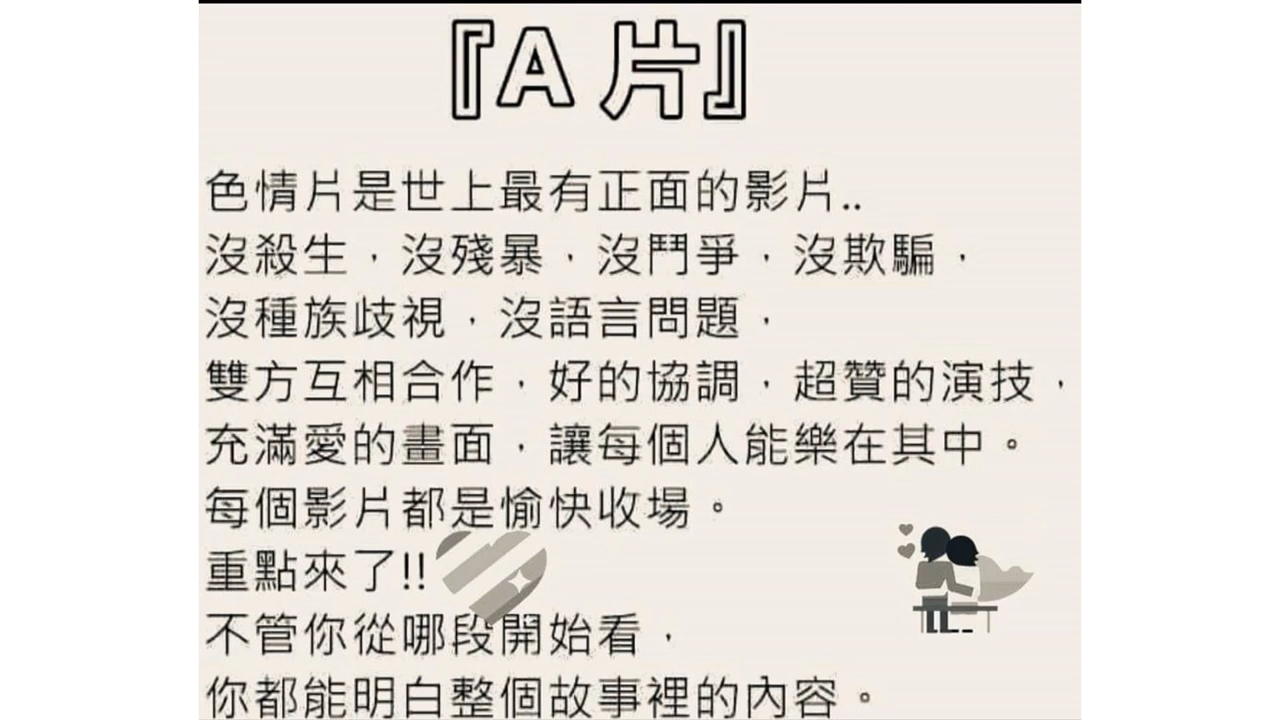 『A 片』
色情片是世上最有正面的影片..
沒殺生，沒殘暴，沒鬥爭，沒欺騙，
沒種族歧視，沒語言問題，
雙方互相合作，好的協調，超贊的演技，
充滿愛的畫面，讓每個人能樂在其中。
每個影片都是愉快收場。
重點來了!!
不管你從哪段開始看，
你都能明白整個故事裡的內容。